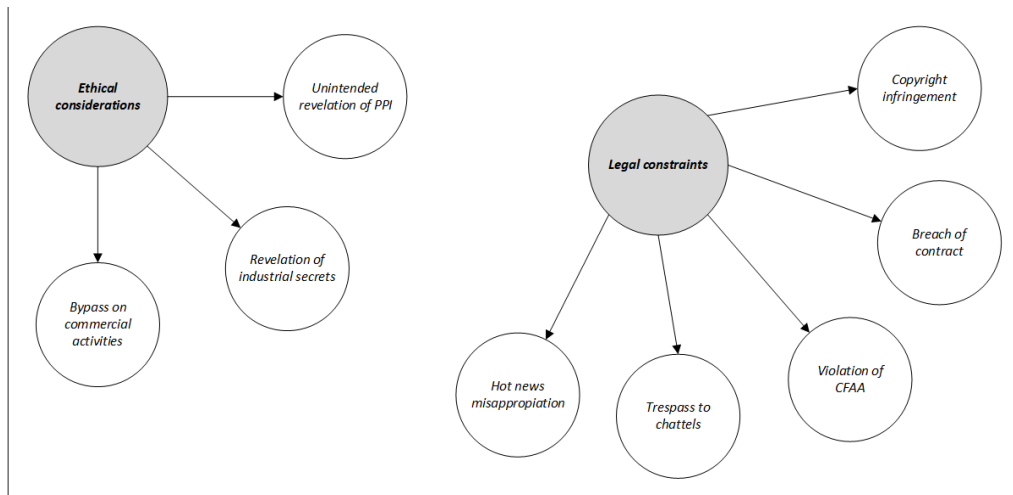 Ethical
considerations
Unintended
revelation of PPI
Revelation of
industrial secrets
Bypass on
commercial
activities
Legal constraints
Copyright
infringement
Breach of
contract
Violation of
CFAA
Trespass to
chattels
Hot news
misappropiation